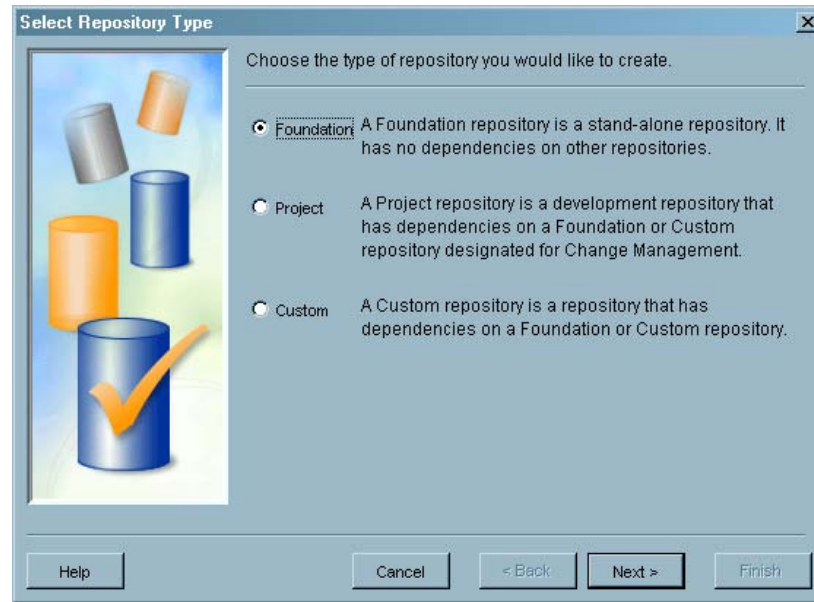 Select Repository Type
Choose the type of repository you would like to create.
Foundation
A Foundation repository is a stand-alone repository. It
has no dependencies on other repositories.
Project
A Project repository is a development repository that
has dependencies on a Foundation or Custom
repository designated for Change Management.
Custom
A Custom repository is a repository that has
dependencies on a Foundation or Custom repository.
Help
Cancel
< Back
Next >
Finish